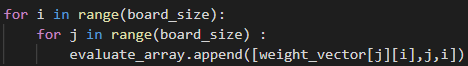 for i in range(board_size):
    for j in range(board_size) :
        evaluate_array.append([weight_vector[j][i],j,i])